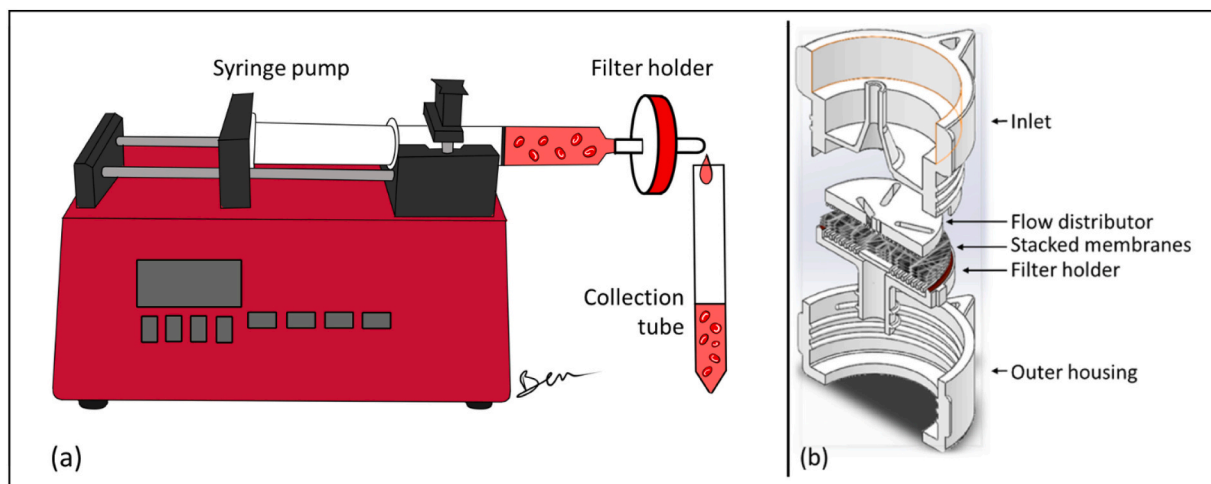 Syringe pump
Filter holder
Collection
tube
Ben
(a)
Inlet
Flow distributor
Stacked membranes
Filter holder
Outer housing
(b)